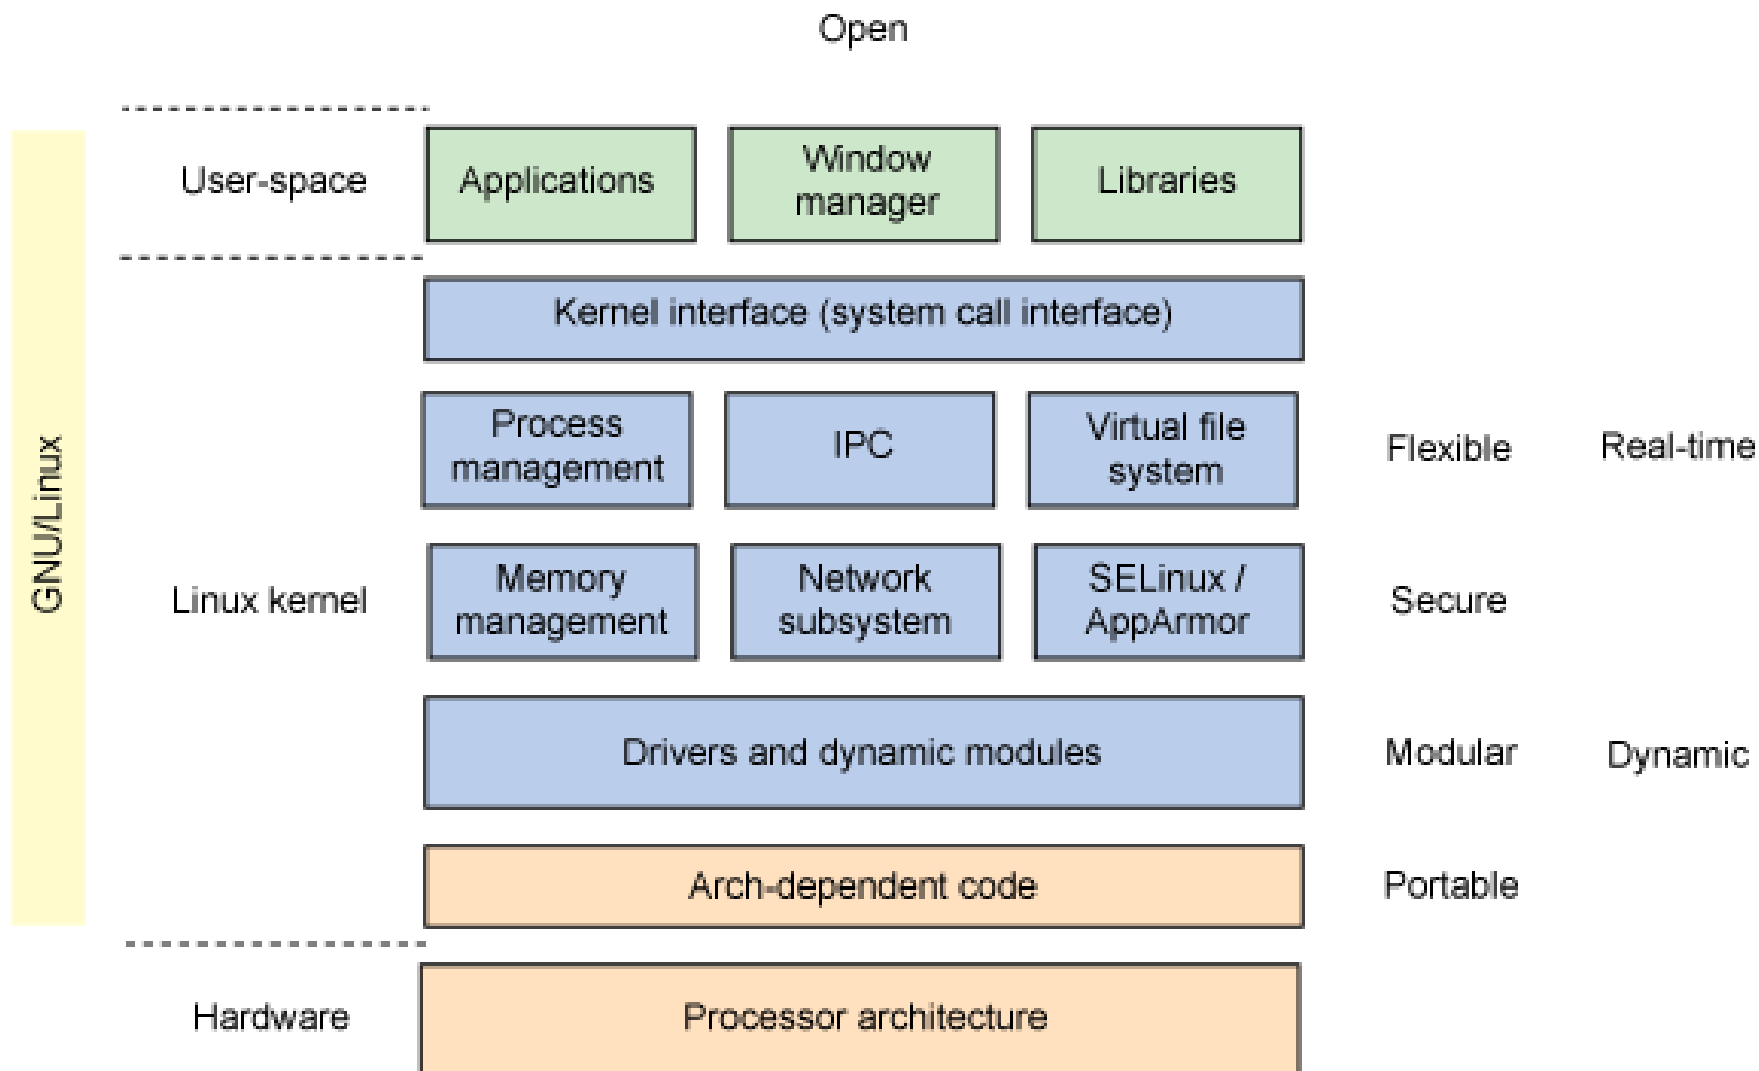 Open
User-space
Applications
Window
manager
Libraries
Kernel interface (system call interface)
GNU/Linux
Linux kernel
Process
management
IPC
Virtual file
system
Flexible
Real-time
Memory
management
Network
subsystem
SELinux /
AppArmor
Secure
Drivers and dynamic modules
Modular
Dynamic
Arch-dependent code
Portable
Hardware
Processor architecture